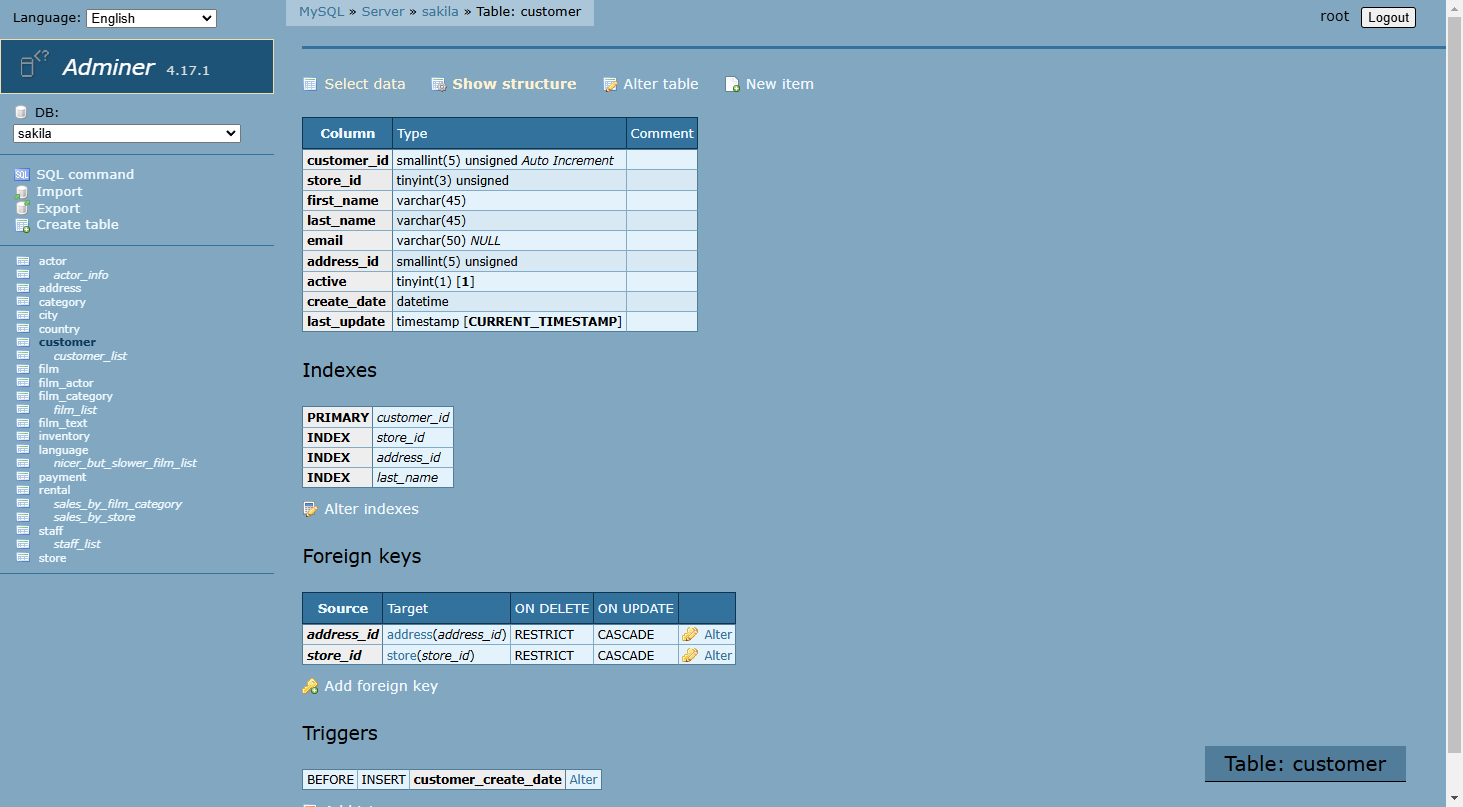 Language: English
MySQL » Server » sakila » Table: customer
root Logout
Adminer 4.17.1
DB:
sakila
SQL command
Import
Export
Create table
actor
actor_info
address
category
city
country
customer
customer_list
film
film_actor
film_category
film_list
film_text
inventory
language
nicer_but_slower_film_list
payment
rental
sales_by_film_category
sales_by_store
staff
staff_list
store
Select data Show structure Alter table New item
Column Type Comment
customer_id smallint(5) unsigned Auto Increment
store_id tinyint(3) unsigned
first_name varchar(45)
last_name varchar(45)
email varchar(50) NULL
address_id smallint(5) unsigned
active tinyint(1) [1]
create_date datetime
last_update timestamp [CURRENT_TIMESTAMP]
Indexes
PRIMARY customer_id
INDEX store_id
INDEX address_id
INDEX last_name
Alter indexes
Foreign keys
Source Target ON DELETE ON UPDATE
address_id address(address_id) RESTRICT CASCADE Alter
store_id store(store_id) RESTRICT CASCADE Alter
Add foreign key
Triggers
BEFORE INSERT customer_create_date Alter
Table: customer